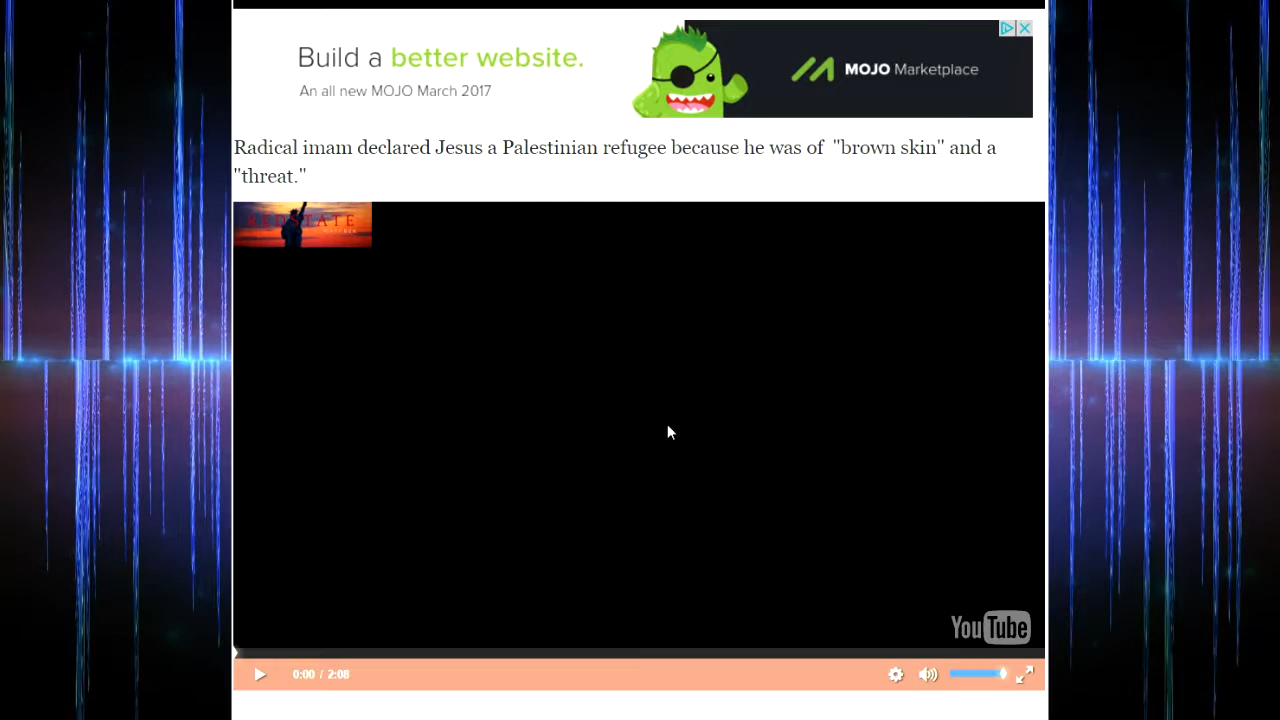 Build a better website.
An all new MOJO March 2017
MOJO Marketplace
Radical imam declared Jesus a Palestinian refugee because he was of "brown skin" and a
"threat."
REDSTATE
YouTube
0:00 / 2:08